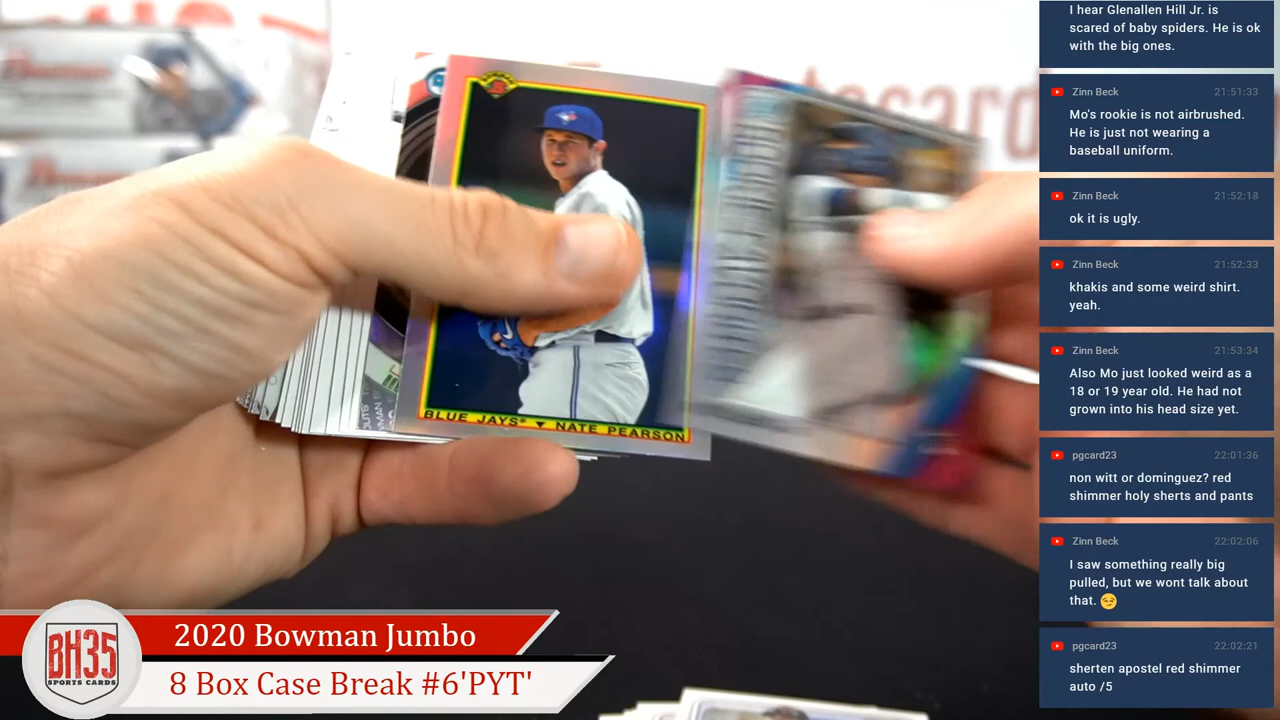 BLUE JAYS ▼ NATE PEARSON
2020 Bowman Jumbo
8 Box Case Break #6'PYT'
BH35
SPORTS CARDS
I hear Glenallen Hill Jr. is
scared of baby spiders. He is ok
with the big ones.
Zinn Beck 21:51:33
Mo's rookie is not airbrushed.
He is just not wearing a
baseball uniform.
Zinn Beck 21:52:18
ok it is ugly.
Zinn Beck 21:52:33
khakis and some weird shirt.
yeah.
Zinn Beck 21:53:34
Also Mo just looked weird as a
18 or 19 year old. He had not
grown into his head size yet.
pgcard23 22:01:36
non witt or dominguez? red
shimmer holy sherts and pants
Zinn Beck 22:02:06
I saw something really big
pulled, but we wont talk about
that. 😏
pgcard23 22:02:21
sherten apostel red shimmer
auto /5